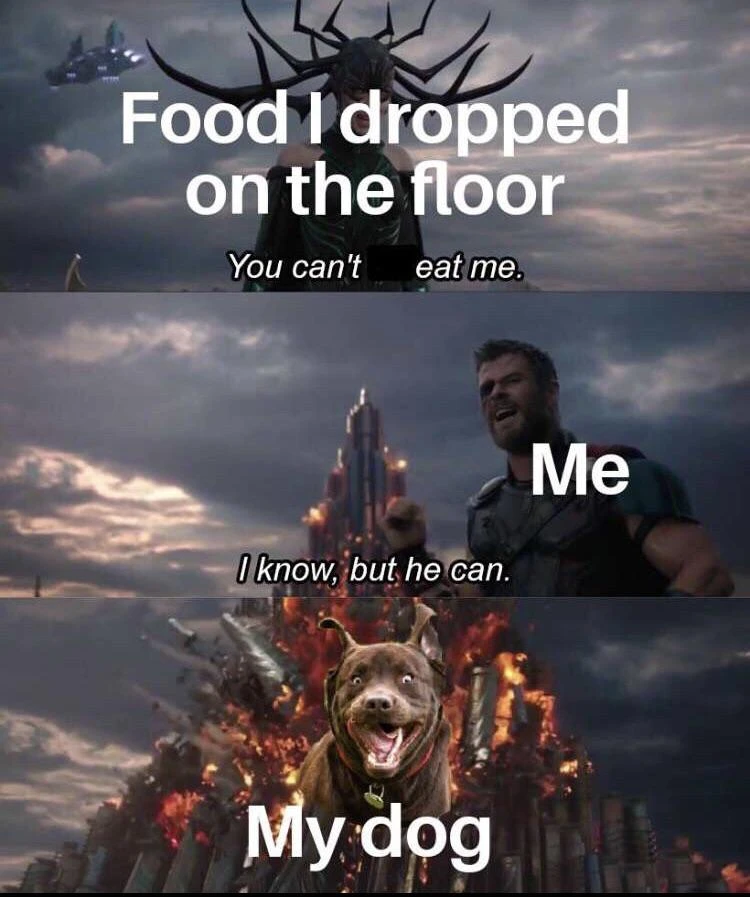 Food I dropped
on the floor
You can't eat me.
Me
I know, but he can.
My dog